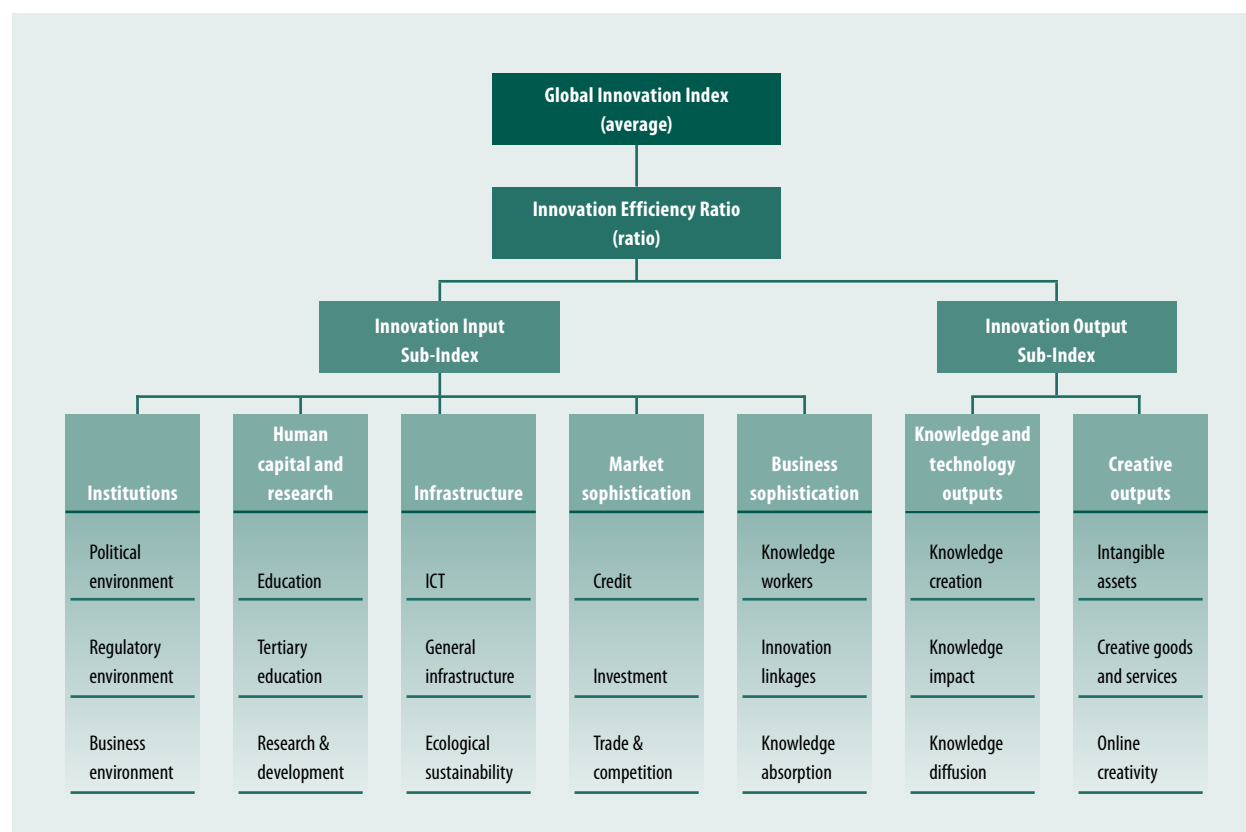 Global Innovation Index
(average)
Innovation Efficiency Ratio
(ratio)
Innovation Input
Sub-Index
Innovation Output
Sub-Index
Institutions
Human
capital and
research
Infrastructure
Market
sophistication
Business
sophistication
Knowledge and
technology
outputs
Creative
outputs
Political
environment
Education
ICT
Credit
Knowledge
workers
Knowledge
creation
Intangible
assets
Regulatory
environment
Tertiary
education
General
infrastructure
Investment
Innovation
linkages
Knowledge
impact
Creative goods
and services
Business
environment
Research &
development
Ecological
sustainability
Trade &
competition
Knowledge
absorption
Knowledge
diffusion
Online
creativity